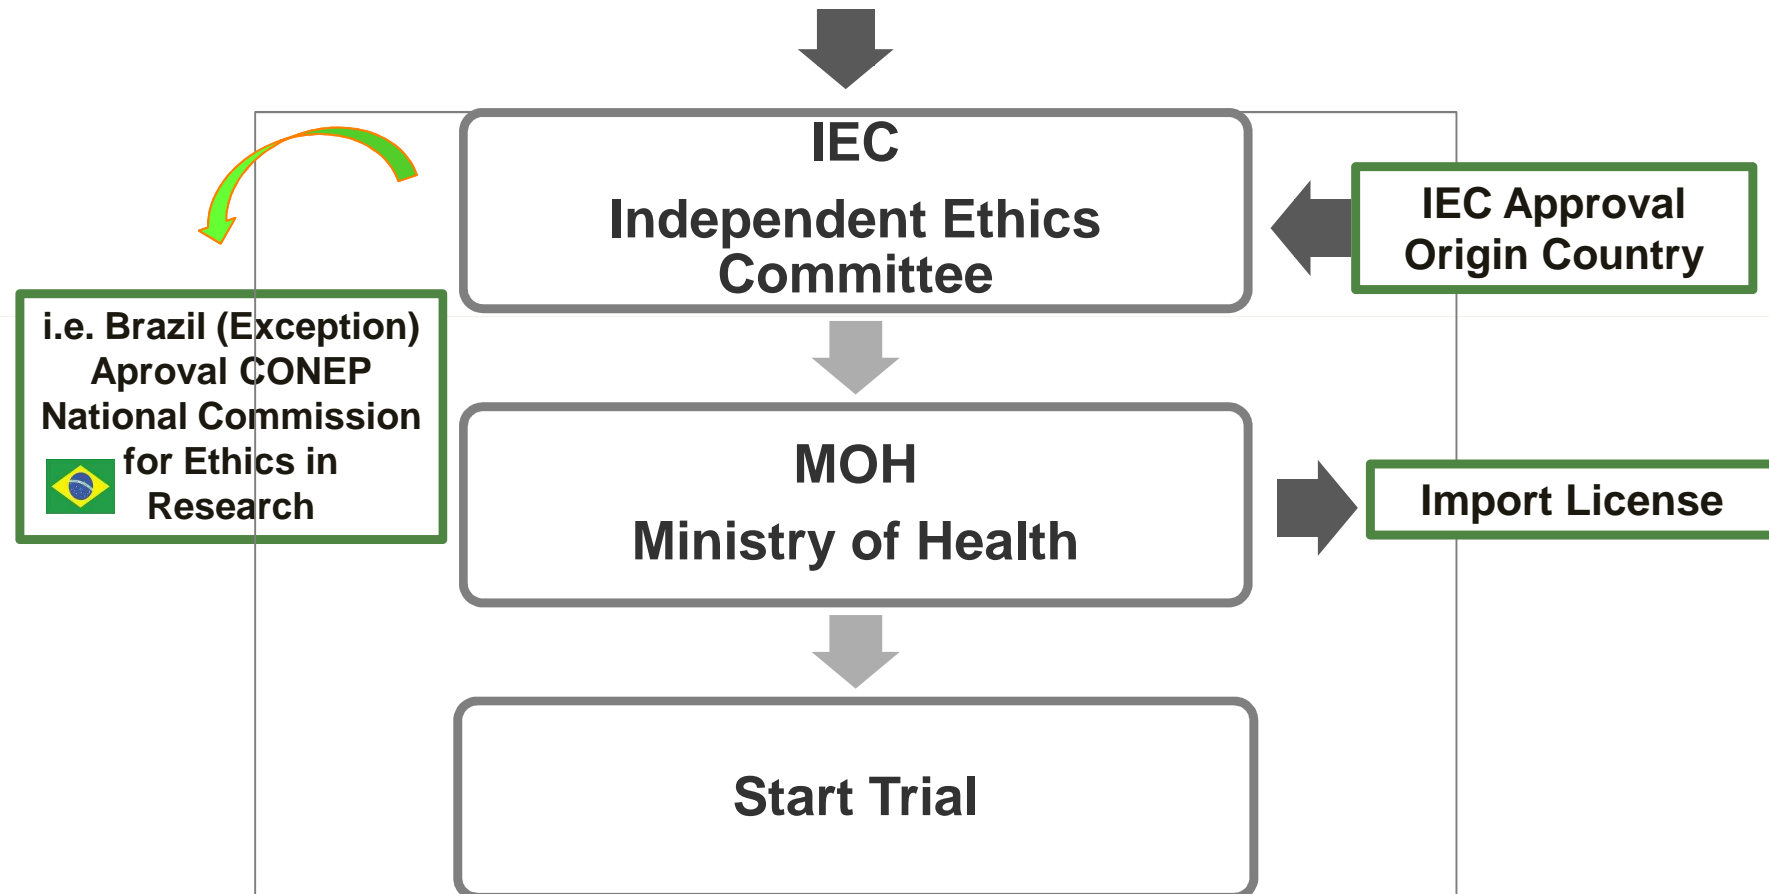 IEC
Independent Ethics
Committee
IEC Approval
Origin Country
i.e. Brazil (Exception)
Aproval CONEP
National Commission
for Ethics in
Research
MOH
Ministry of Health
Import License
Start Trial